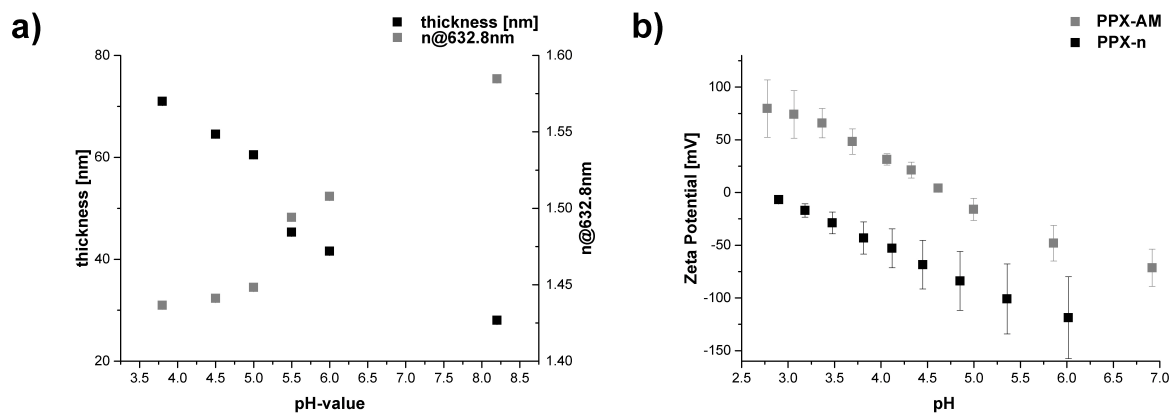 a)
thickness [nm]
n@632.8nm
80
60
40
20
thickness [nm]
1.60
1.55
1.50
1.45
1.40
n@632.8nm
3.5 4.0 4.5 5.0 5.5 6.0 6.5 7.0 7.5 8.0 8.5
pH-value
b)
PPX-AM
PPX-n
100
50
0
-50
-100
-150
Zeta Potential [mV]
2.5 3.0 3.5 4.0 4.5 5.0 5.5 6.0 6.5 7.0
pH